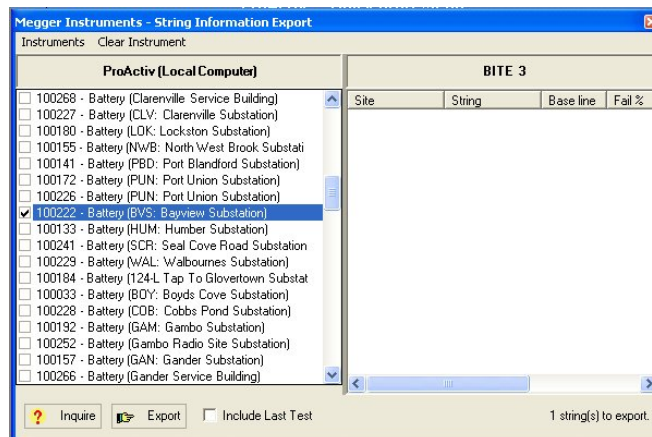 Megger Instruments - String Information Export
Instruments Clear Instrument
ProActiv (Local Computer)
BITE 3
100268 - Battery (Clarenville Service Building)
100227 - Battery (CLV: Clarenville Substation)
100180 - Battery (LOK: Lockston Substation)
100155 - Battery (NWB: North West Brook Substati
100141 - Battery (PBD: Port Blandford Substation)
100172 - Battery (PUN: Port Union Substation)
100226 - Battery (PUN: Port Union Substation)
100222 - Battery (BVS: Bayview Substation)
100133 - Battery (HUM: Humber Substation)
100241 - Battery (SCR: Seal Cove Road Substation
100229 - Battery (WAL: Walbournes Substation)
100184 - Battery (124-L Tap To Glovertown Substat
100033 - Battery (BOY: Boyds Cove Substation)
100228 - Battery (COB: Cobbs Pond Substation)
100192 - Battery (GAM: Gambo Substation)
100252 - Battery (Gambo Radio Site Substation)
100157 - Battery (GAN: Gander Substation)
100266 - Battery (Gander Service Building)
Site String Base line Fail %
? Inquire Export Include Last Test
1 string(s) to export.